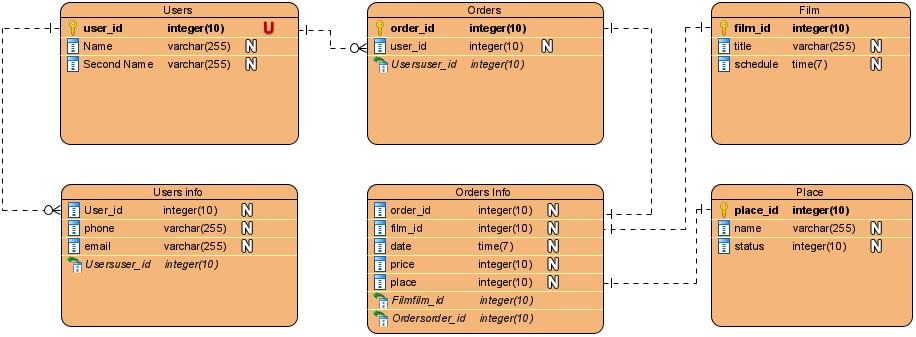 Users
user_id integer(10) U
Name varchar(255) N
Second Name varchar(255) N
Orders
order_id integer(10)
user_id integer(10) N
Usersuser_id integer(10)
Film
film_id integer(10)
title varchar(255) N
schedule time(7) N
Users info
User_id integer(10) N
phone varchar(255) N
email varchar(255) N
Usersuser_id integer(10)
Orders Info
order_id integer(10) N
film_id integer(10) N
date time(7) N
price integer(10) N
place integer(10) N
Filmfilm_id integer(10)
Ordersorder_id integer(10)
Place
place_id integer(10)
name varchar(255) N
status integer(10) N